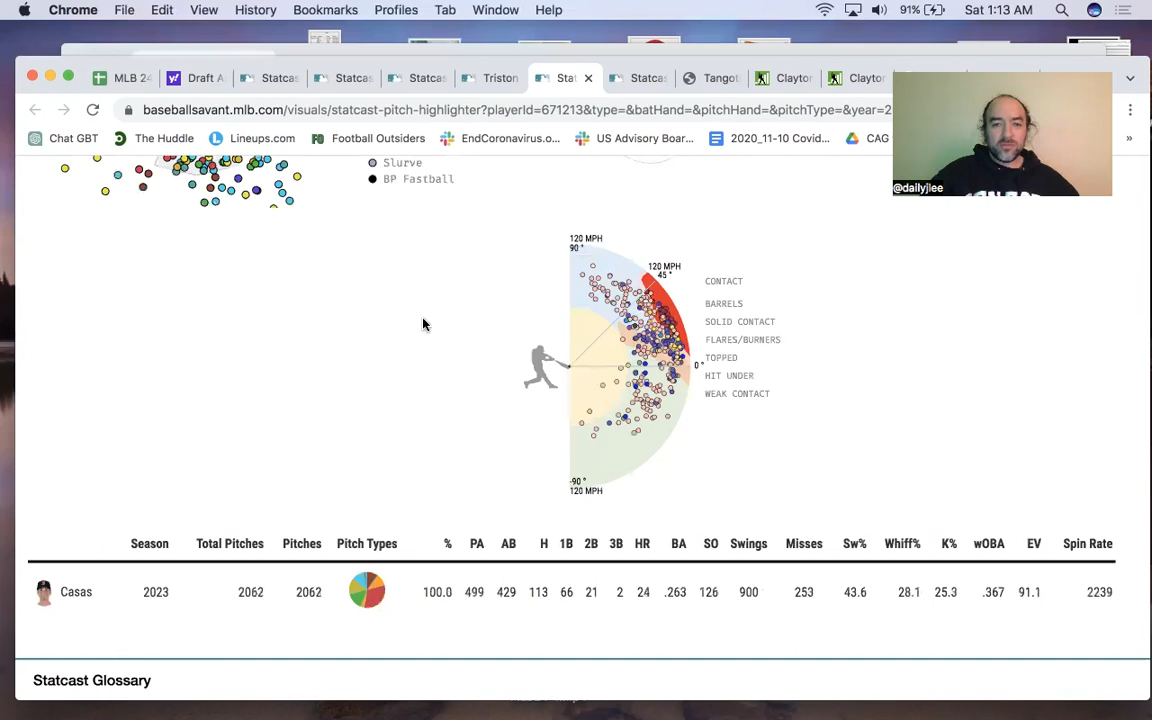 Chrome File Edit View History Bookmarks Profiles Tab Window Help 91% Sat 1:13 AM
MLB 24 Draft A Statcas Statcas Statcas Triston Stat Statcas Tangot Clayton Clayton
baseballsavant.mlb.com/visuals/statcast-pitch-highlighter?playerId=671213&type=&batHand=&pitchHand=&pitchType=&year=2
Chat GBT The Huddle Lineups.com Football Outsiders EndCoronavirus.o... US Advisory Boar... 2020_11-10 Covid... CAG »
@dailyjlee
Slurve
BP Fastball
120 MPH
90 °
120 MPH
45 °
0 °
-90 °
120 MPH
CONTACT
BARRELS
SOLID CONTACT
FLARES/BURNERS
TOPPED
HIT UNDER
WEAK CONTACT
Season Total Pitches Pitches Pitch Types % PA AB H 1B 2B 3B HR BA SO Swings Misses Sw% Whiff% K% wOBA EV Spin Rate
Casas 2023 2062 2062 100.0 499 429 113 66 21 2 24 .263 126 900 253 43.6 28.1 25.3 .367 91.1 2239
Statcast Glossary